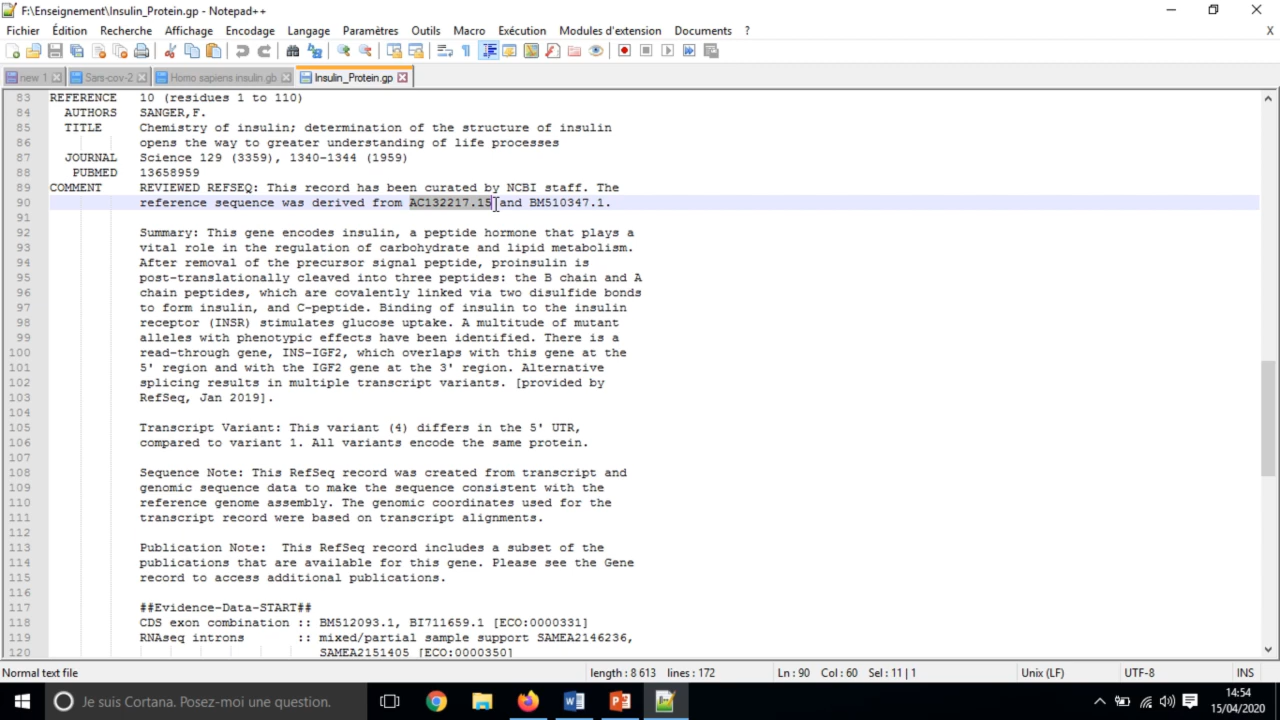 F:\Enseignement\Insulin_Protein.gp - Notepad++
Fichier Édition Recherche Affichage Encodage Langage Paramètres Outils Macro Exécution Modules d'extension Documents ? X
new 1 Sars-cov-2 Homo sapiens insulin.gb Insulin_Protein.gp
83 REFERENCE 10 (residues 1 to 110)
84 AUTHORS SANGER,F.
85 TITLE Chemistry of insulin; determination of the structure of insulin
86 opens the way to greater understanding of life processes
87 JOURNAL Science 129 (3359), 1340-1344 (1959)
88 PUBMED 13658959
89 COMMENT REVIEWED REFSEQ: This record has been curated by NCBI staff. The
90 reference sequence was derived from AC132217.15 and BM510347.1.
91
92 Summary: This gene encodes insulin, a peptide hormone that plays a
93 vital role in the regulation of carbohydrate and lipid metabolism.
94 After removal of the precursor signal peptide, proinsulin is
95 post-translationally cleaved into three peptides: the B chain and A
96 chain peptides, which are covalently linked via two disulfide bonds
97 to form insulin, and C-peptide. Binding of insulin to the insulin
98 receptor (INSR) stimulates glucose uptake. A multitude of mutant
99 alleles with phenotypic effects have been identified. There is a
100 read-through gene, INS-IGF2, which overlaps with this gene at the
101 5' region and with the IGF2 gene at the 3' region. Alternative
102 splicing results in multiple transcript variants. [provided by
103 RefSeq, Jan 2019].
104
105 Transcript Variant: This variant (4) differs in the 5' UTR,
106 compared to variant 1. All variants encode the same protein.
107
108 Sequence Note: This RefSeq record was created from transcript and
109 genomic sequence data to make the sequence consistent with the
110 reference genome assembly. The genomic coordinates used for the
111 transcript record were based on transcript alignments.
112
113 Publication Note: This RefSeq record includes a subset of the
114 publications that are available for this gene. Please see the Gene
115 record to access additional publications.
116
117 ##Evidence-Data-START##
118 CDS exon combination :: BM512093.1, BI711659.1 [ECO:0000331]
119 RNAseq introns :: mixed/partial sample support SAMEA2146236,
120 SAMEA2151405 [ECO:0000350]
Normal text file length : 8 613 lines : 172 Ln : 90 Col : 60 Sel : 11 | 1 Unix (LF) UTF-8 INS
Je suis Cortana. Posez-moi une question.
14:54
15/04/2020